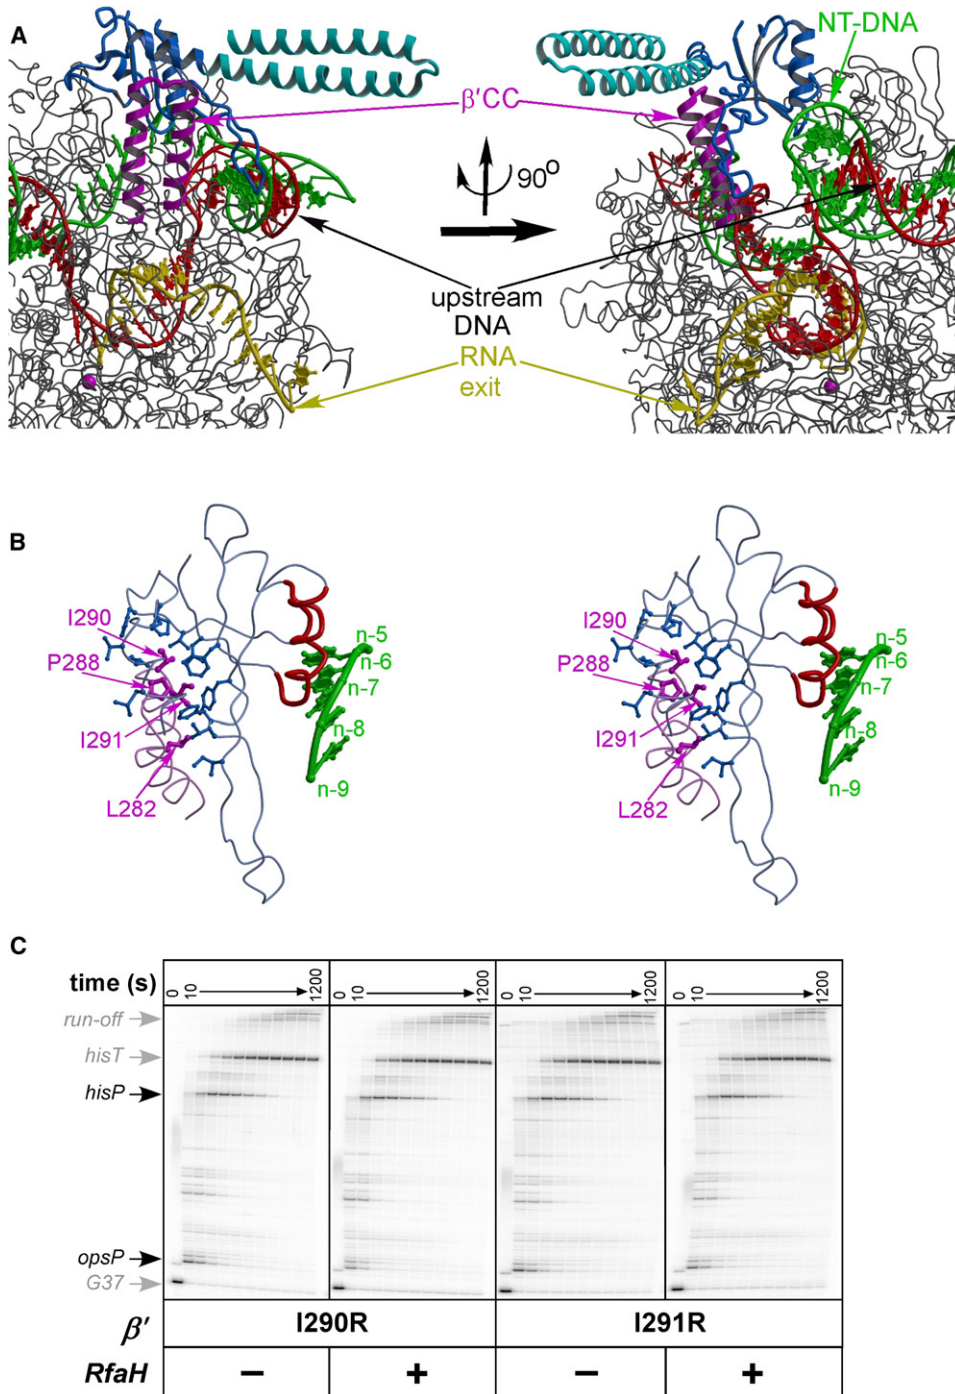 A
NT-DNA
β′CC
90°
upstream
DNA
RNA
exit
B
I290
P288
I291
L282
n-5
n-6
n-7
n-8
n-9
I290
P288
I291
L282
n-5
n-6
n-7
n-8
n-9
C
time (s)
0 10 1200
0 10 1200
0 10 1200
0 10 1200
run-off
hisT
hisP
opsP
G37
β′ I290R I291R
RfaH − + − +